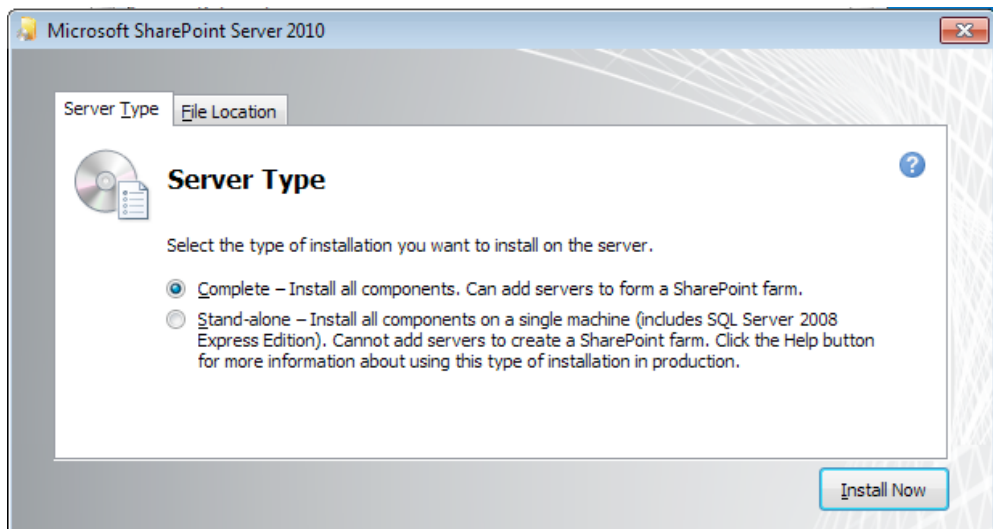 Microsoft SharePoint Server 2010
Server Type
File Location
Server Type
Select the type of installation you want to install on the server.
Complete – Install all components. Can add servers to form a SharePoint farm.
Stand-alone – Install all components on a single machine (includes SQL Server 2008
Express Edition). Cannot add servers to create a SharePoint farm. Click the Help button
for more information about using this type of installation in production.
Install Now